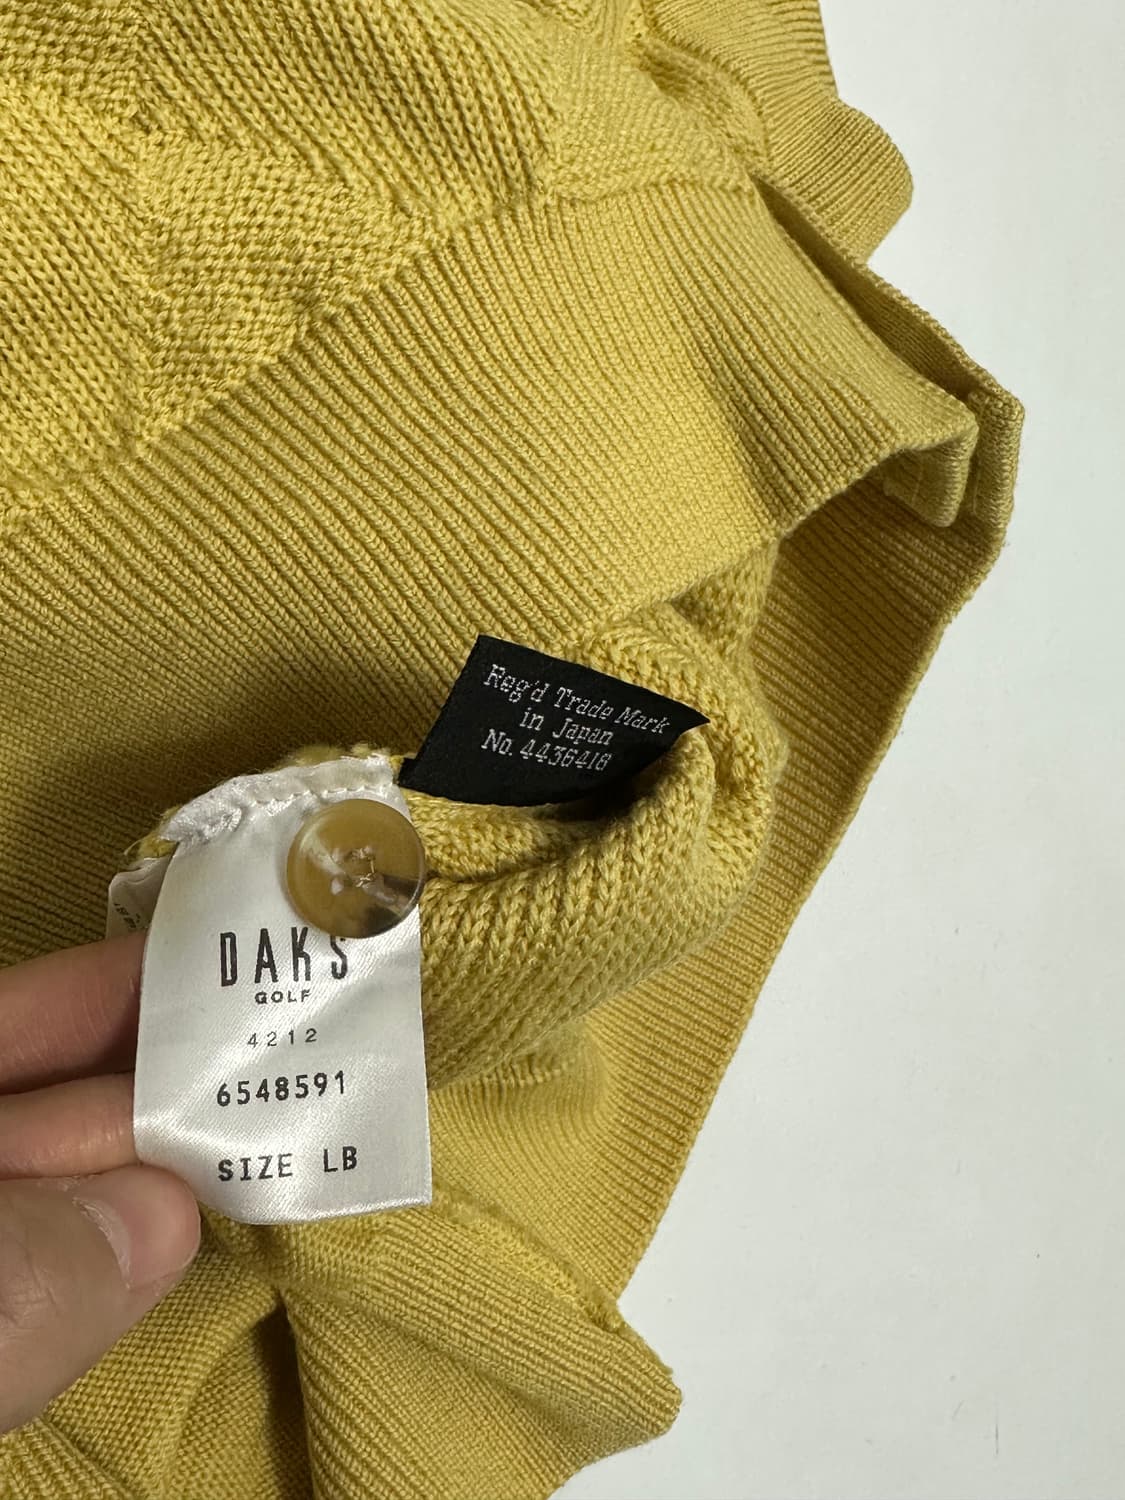 Reg'd Trade Mark
in Japan
No. 4436418
DAKS
GOLF
4212
6548591
SIZE LB